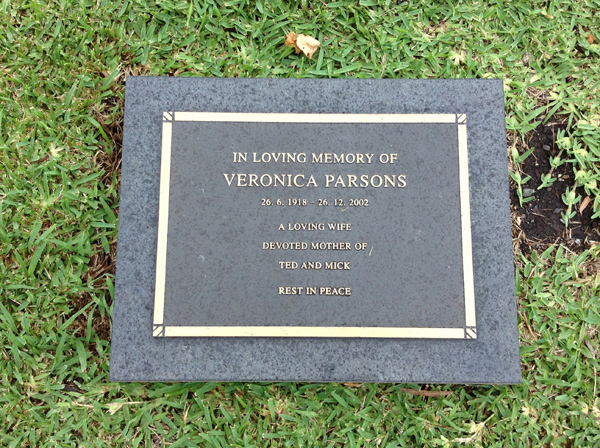 IN LOVING MEMORY OF
VERONICA PARSONS
26. 6. 1918 - 26. 12. 2002
A LOVING WIFE
DEVOTED MOTHER OF
TED AND MICK
REST IN PEACE